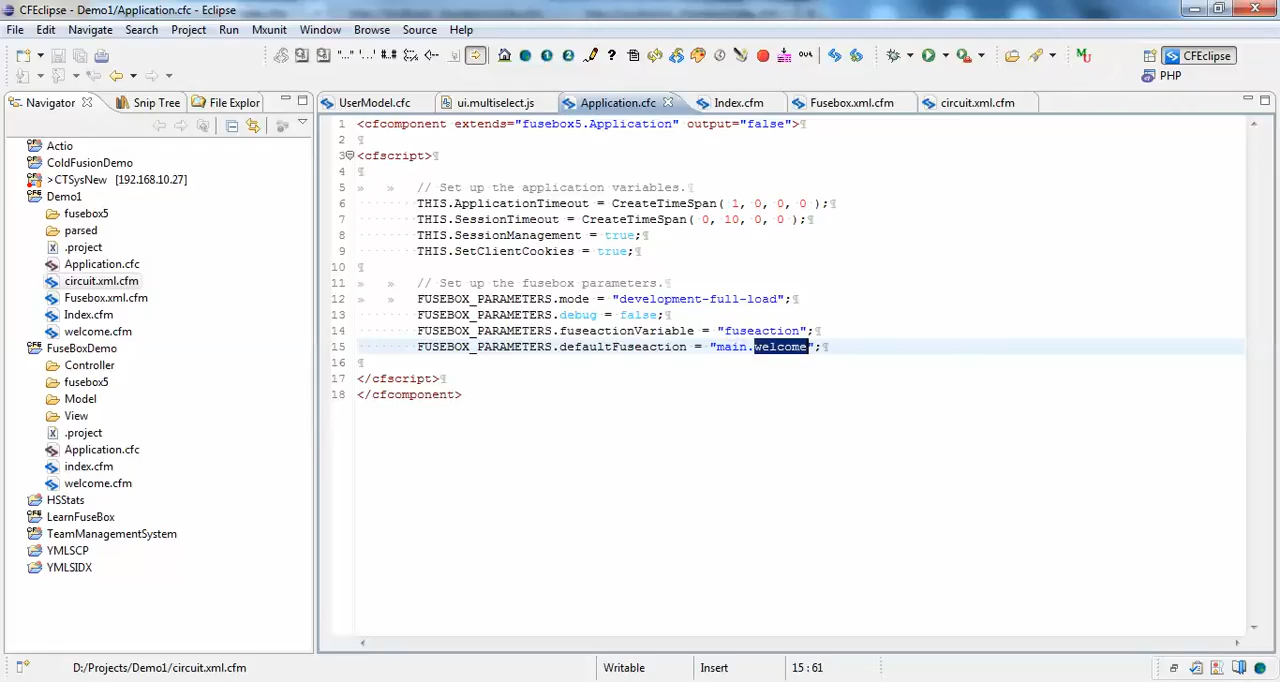 CFEclipse - Demo1/Application.cfc - Eclipse
File Edit Navigate Search Project Run Mxunit Window Browse Source Help
CFEclipse
PHP
Navigator Snip Tree File Explor
UserModel.cfc ui.multiselect.js Application.cfc Index.cfm Fusebox.xml.cfm circuit.xml.cfm
Actio
ColdFusionDemo
>CTSysNew [192.168.10.27]
Demo1
fusebox5
parsed
.project
Application.cfc
circuit.xml.cfm
Fusebox.xml.cfm
Index.cfm
welcome.cfm
FuseBoxDemo
Controller
fusebox5
Model
View
.project
Application.cfc
index.cfm
welcome.cfm
HSStats
LearnFuseBox
TeamManagementSystem
YMLSCP
YMLSIDX
1 <cfcomponent extends="fusebox5.Application" output="false">
2
3 <cfscript>
4
5 // Set up the application variables.
6 THIS.ApplicationTimeout = CreateTimeSpan( 1, 0, 0, 0 );
7 THIS.SessionTimeout = CreateTimeSpan( 0, 10, 0, 0 );
8 THIS.SessionManagement = true;
9 THIS.SetClientCookies = true;
10
11 // Set up the fusebox parameters.
12 FUSEBOX_PARAMETERS.mode = "development-full-load";
13 FUSEBOX_PARAMETERS.debug = false;
14 FUSEBOX_PARAMETERS.fuseactionVariable = "fuseaction";
15 FUSEBOX_PARAMETERS.defaultFuseaction = "main.welcome";
16
17 </cfscript>
18 </cfcomponent>
D:/Projects/Demo1/circuit.xml.cfm Writable Insert 15 : 61